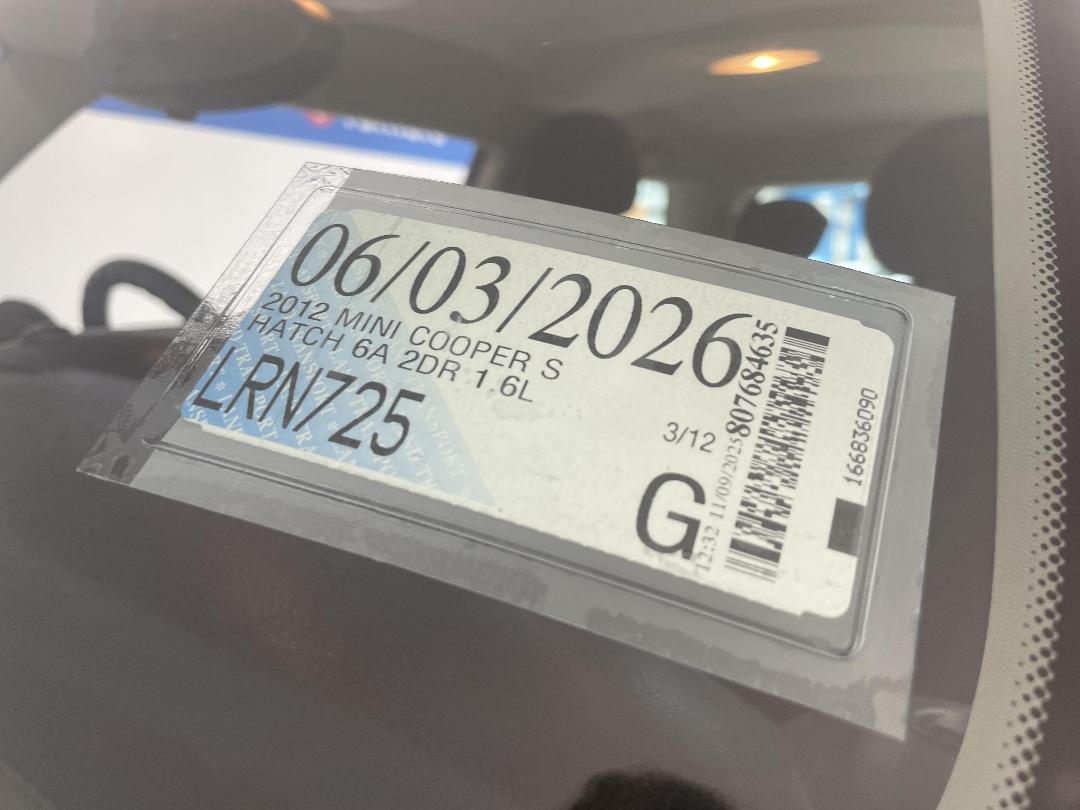 06/03/2026
2012 MINI COOPER S
HATCH 6A 2DR 1.6L
LRN725
3/12
G
12:32 11/09/2025
807684635
166836090